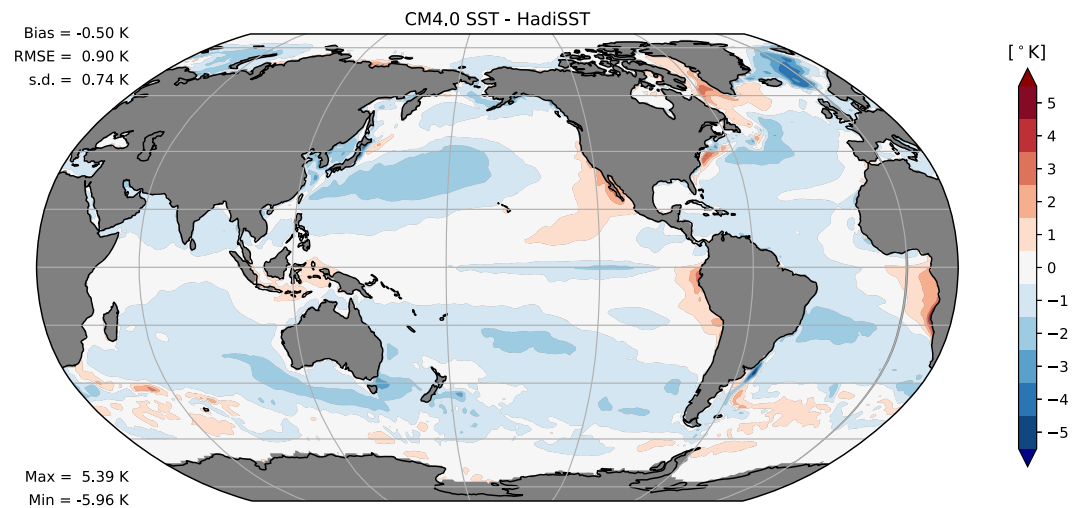 CM4.0 SST - HadiSST
Bias = -0.50 K
RMSE = 0.90 K
s.d. = 0.74 K
[°K]
5
4
3
2
1
0
−1
−2
−3
−4
−5
Max = 5.39 K
Min = -5.96 K